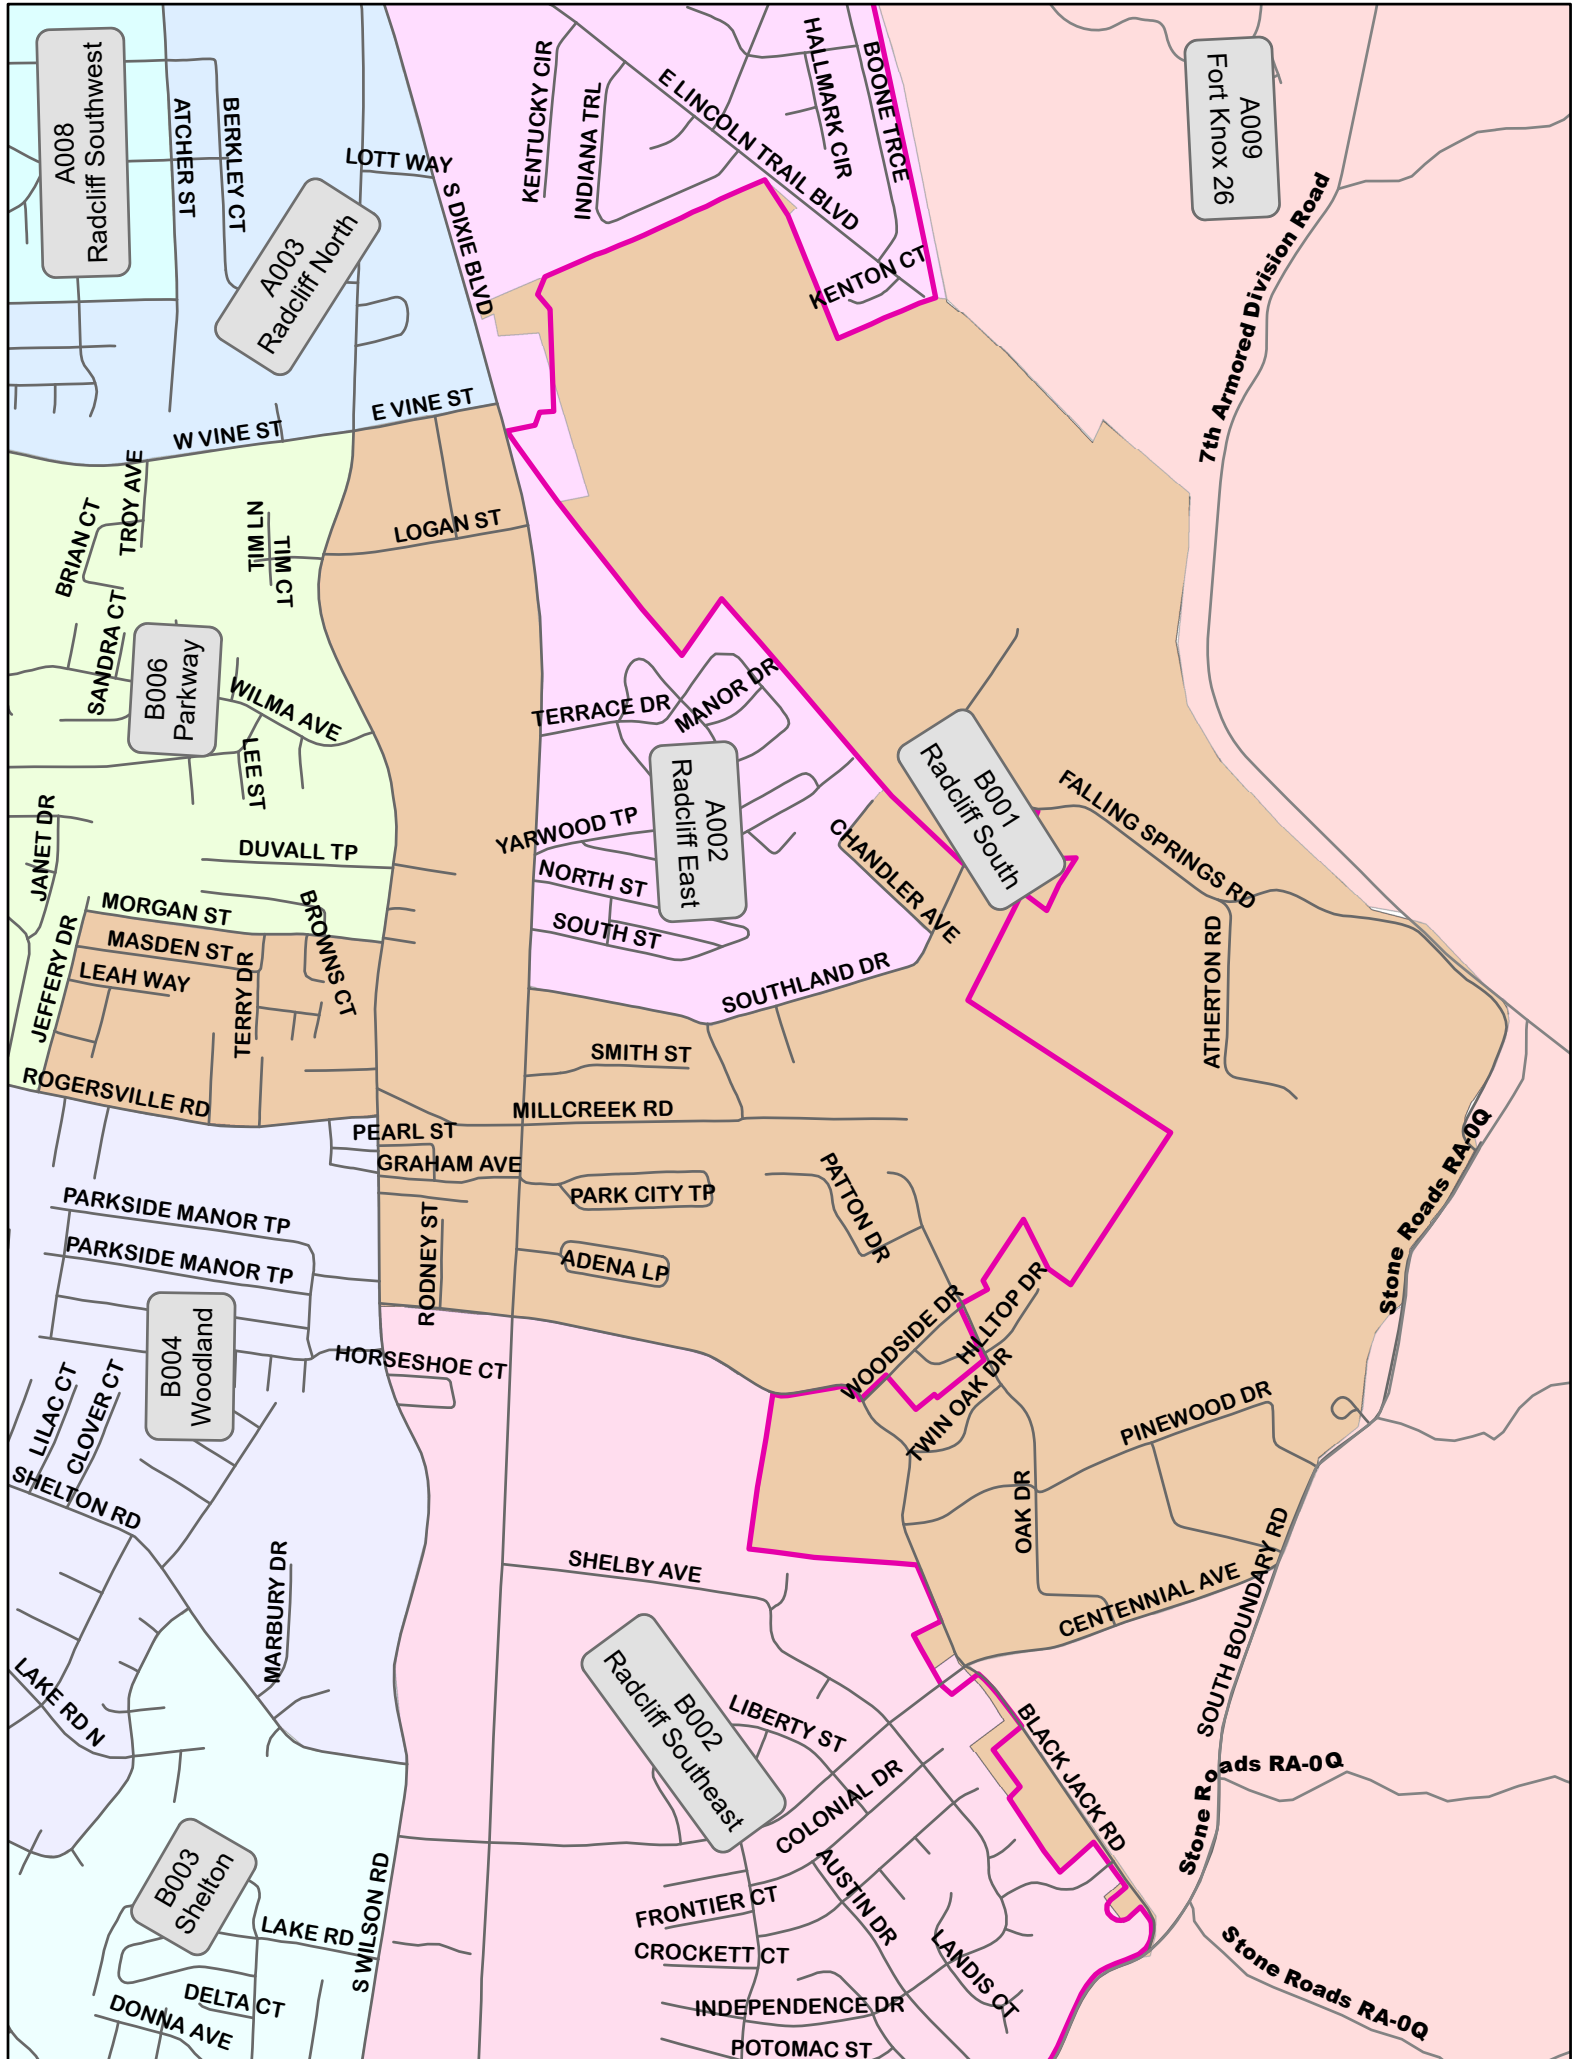 A008
Radcliff Southwest
ATCHER ST
BERKLEY CT
LOTT WAY
A003
Radcliff North
S DIXIE BLVD
KENTUCKY CIR
INDIANA TRL
E LINCOLN TRAIL BLVD
HALLMARK CIR
BOONE TRCE
KENTON CT
A009
Fort Knox 26
7th Armored Division Road
E VINE ST
W VINE ST
TROY AVE
BRIAN CT
TIMI LN
TIM CT
LOGAN ST
SANDRA CT
B006
Parkway
WILMA AVE
LEE ST
TERRACE DR
MANOR DR
A002
Radcliff East
B001
Radcliff South
FALLING SPRINGS RD
JANET DR
DUVALL TP
YARWOOD TP
CHANDLER AVE
NORTH ST
SOUTH ST
MORGAN ST
BROWNS CT
MASDEN ST
LEAH WAY
JEFFERY DR
TERRY DR
SOUTHLAND DR
ATHERTON RD
SMITH ST
ROGERSVILLE RD
MILLCREEK RD
PEARL ST
GRAHAM AVE
PARK CITY TP
PATTON DR
Stone Roads RA-0Q
PARKSIDE MANOR TP
PARKSIDE MANOR TP
RODNEY ST
ADENA LP
WOODSIDE DR
HILLTOP DR
B004
Woodland
HORSESHOE CT
TWIN OAK DR
LILAC CT
CLOVER CT
PINEWOOD DR
SHELTON RD
OAK DR
MARBURY DR
SHELBY AVE
CENTENNIAL AVE
SOUTH BOUNDARY RD
LAKE RD N
B002
Radcliff Southeast
LIBERTY ST
COLONIAL DR
BLACK JACK RD
Stone Roads RA-0Q
B003
Shelton
LAKE RD
S WILSON RD
FRONTIER CT
AUSTIN DR
CROCKETT CT
LANDIS CT
Stone Roads RA-0Q
DELTA CT
DONNA AVE
INDEPENDENCE DR
POTOMAC ST